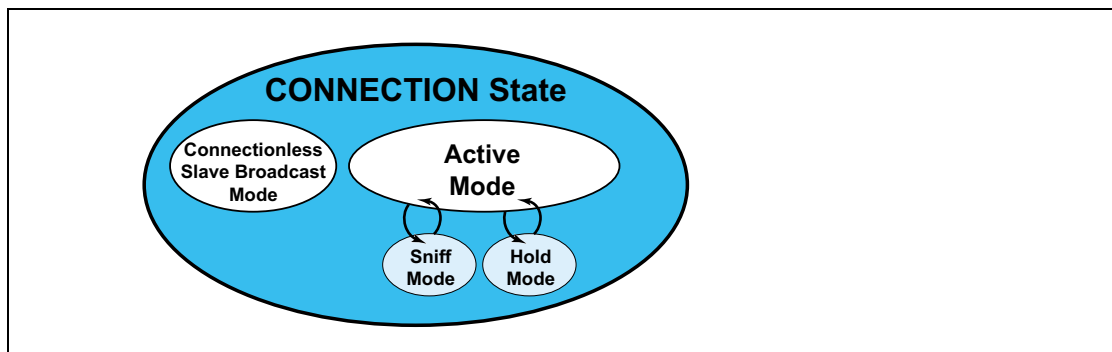 CONNECTION State
Connectionless
Slave Broadcast
Mode
Active
Mode
Sniff
Mode
Hold
Mode